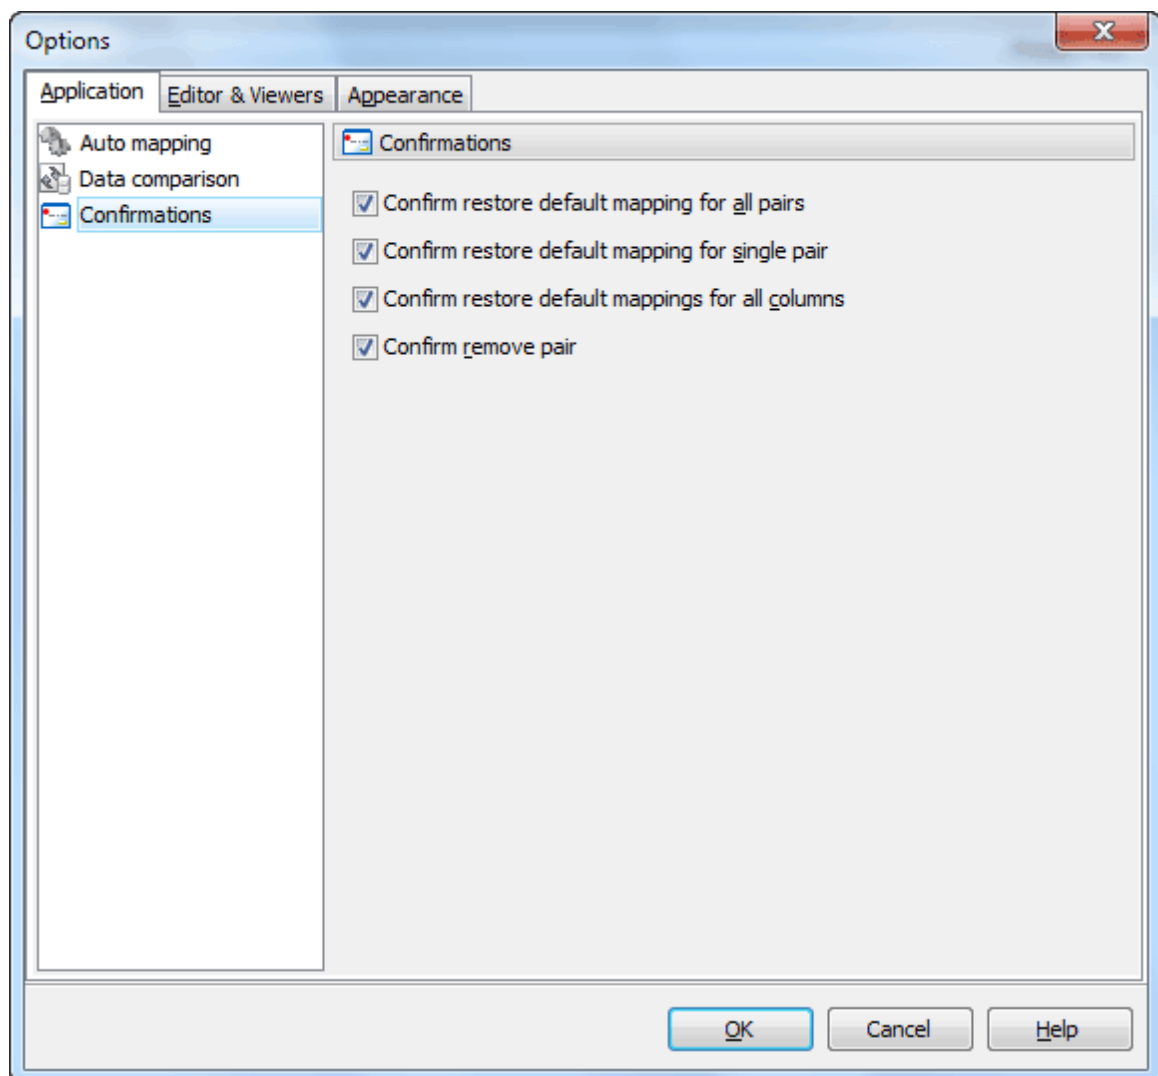 Options
Application Editor & Viewers Appearance
Auto mapping
Data comparison
Confirmations
Confirmations
Confirm restore default mapping for all pairs
Confirm restore default mapping for single pair
Confirm restore default mappings for all columns
Confirm remove pair
OK Cancel Help